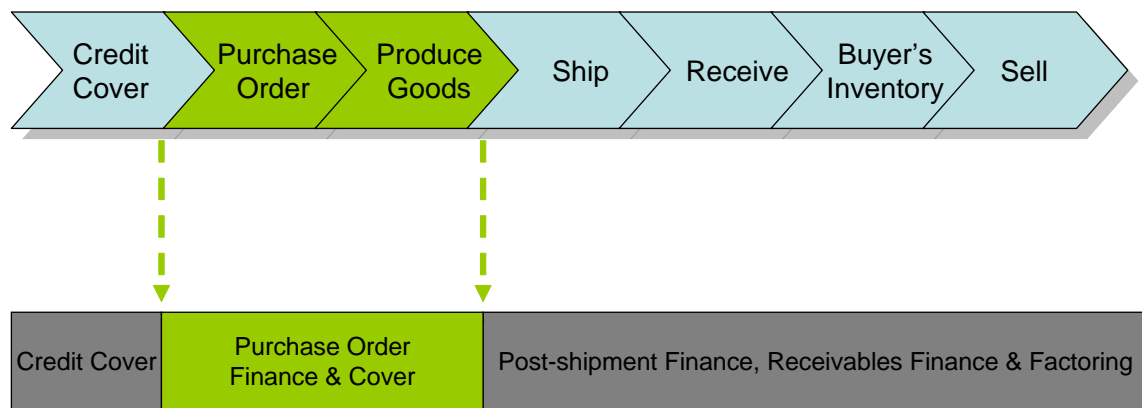 Credit
Cover
Purchase
Order
Produce
Goods
Ship
Receive
Buyer’s
Inventory
Sell
Credit Cover
Purchase Order
Finance & Cover
Post-shipment Finance, Receivables Finance & Factoring